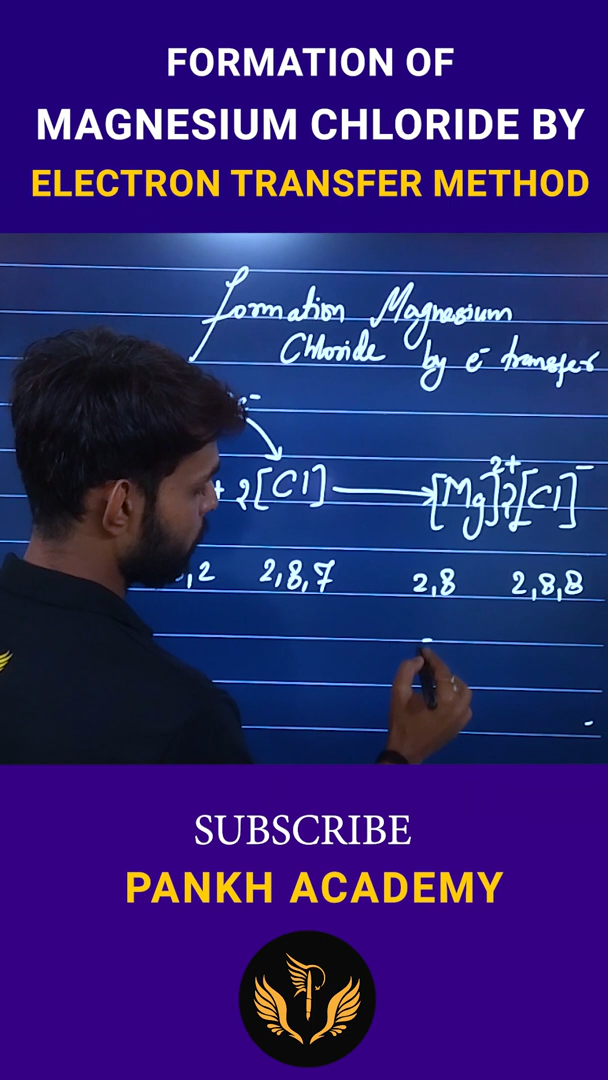 FORMATION OF
MAGNESIUM CHLORIDE BY
ELECTRON TRANSFER METHOD
Formation Magnesium
Chloride by e⁻ transfer
+ 2[Cl] ⟶ [Mg]²⁺2[Cl]⁻
,2 2,8,7 2,8 2,8,8
SUBSCRIBE
PANKH ACADEMY